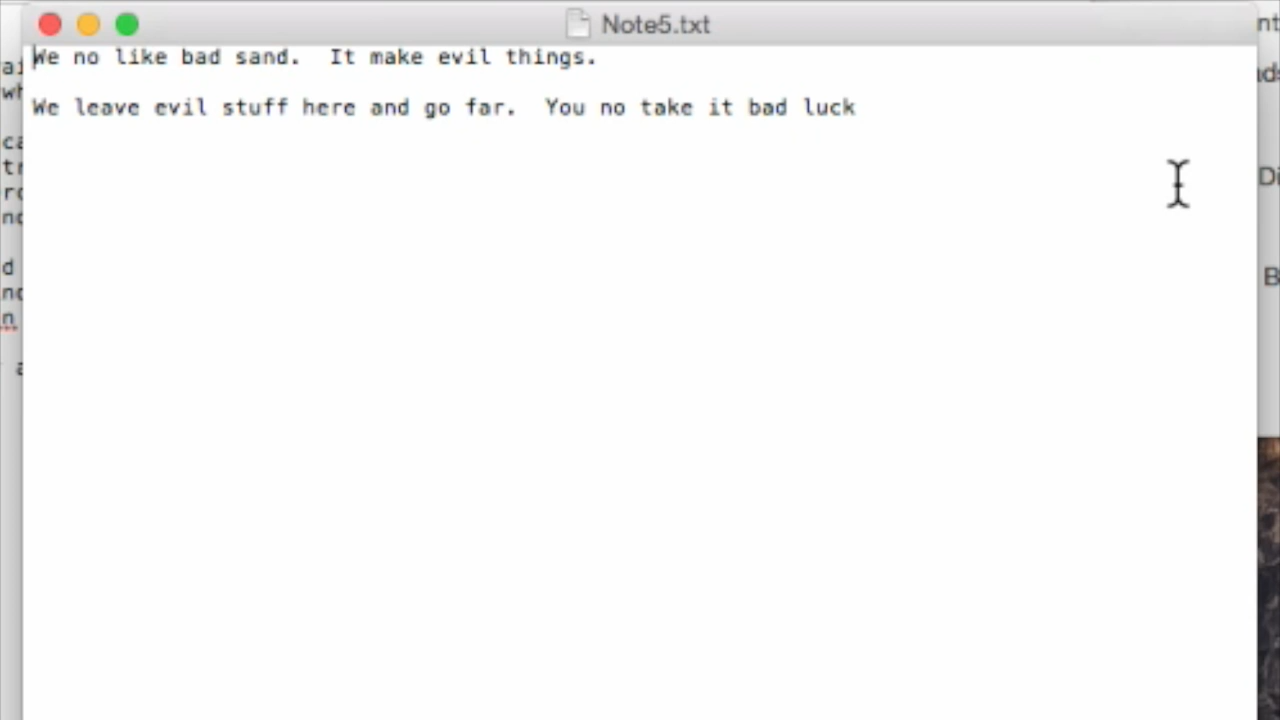 Note5.txt
We no like bad sand.  It make evil things.
We leave evil stuff here and go far.  You no take it bad luck